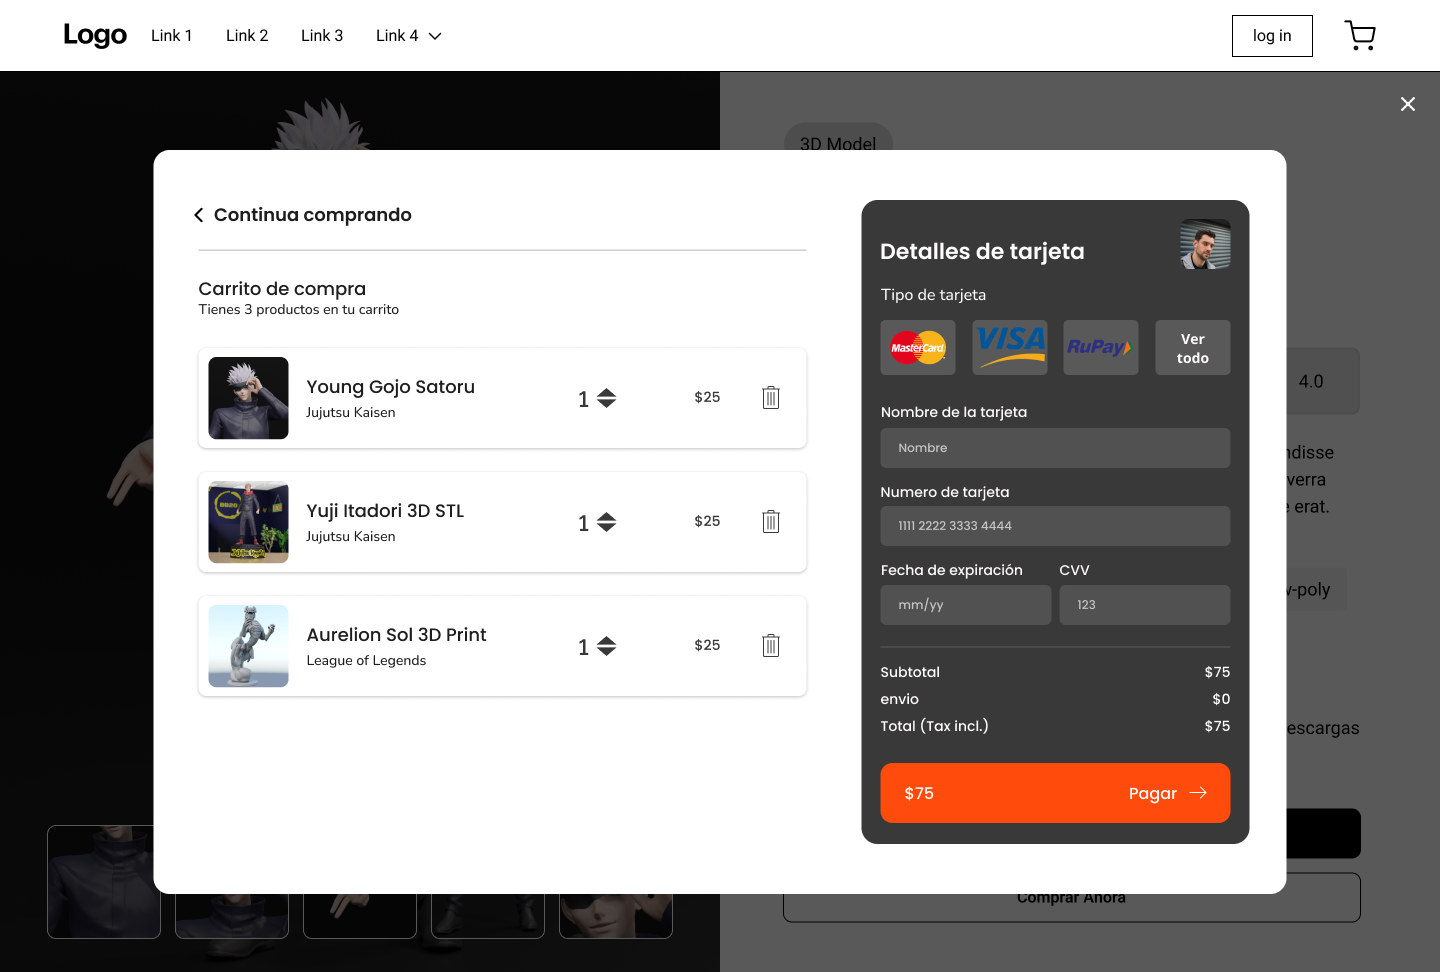 Logo
Link 1
Link 2
Link 3
Link 4
log in
3D Model
Continua comprando
Carrito de compra
Tienes 3 productos en tu carrito
Young Gojo Satoru
Jujutsu Kaisen
1
$25
Yuji Itadori 3D STL
Jujutsu Kaisen
1
$25
Aurelion Sol 3D Print
League of Legends
1
$25
Detalles de tarjeta
Tipo de tarjeta
MasterCard
VISA
RuPay
Ver
todo
Nombre de la tarjeta
Nombre
Numero de tarjeta
1111 2222 3333 4444
Fecha de expiración
CVV
mm/yy
123
Subtotal
$75
envio
$0
Total (Tax incl.)
$75
$75
Pagar
4.0
erat.
Comprar Ahora